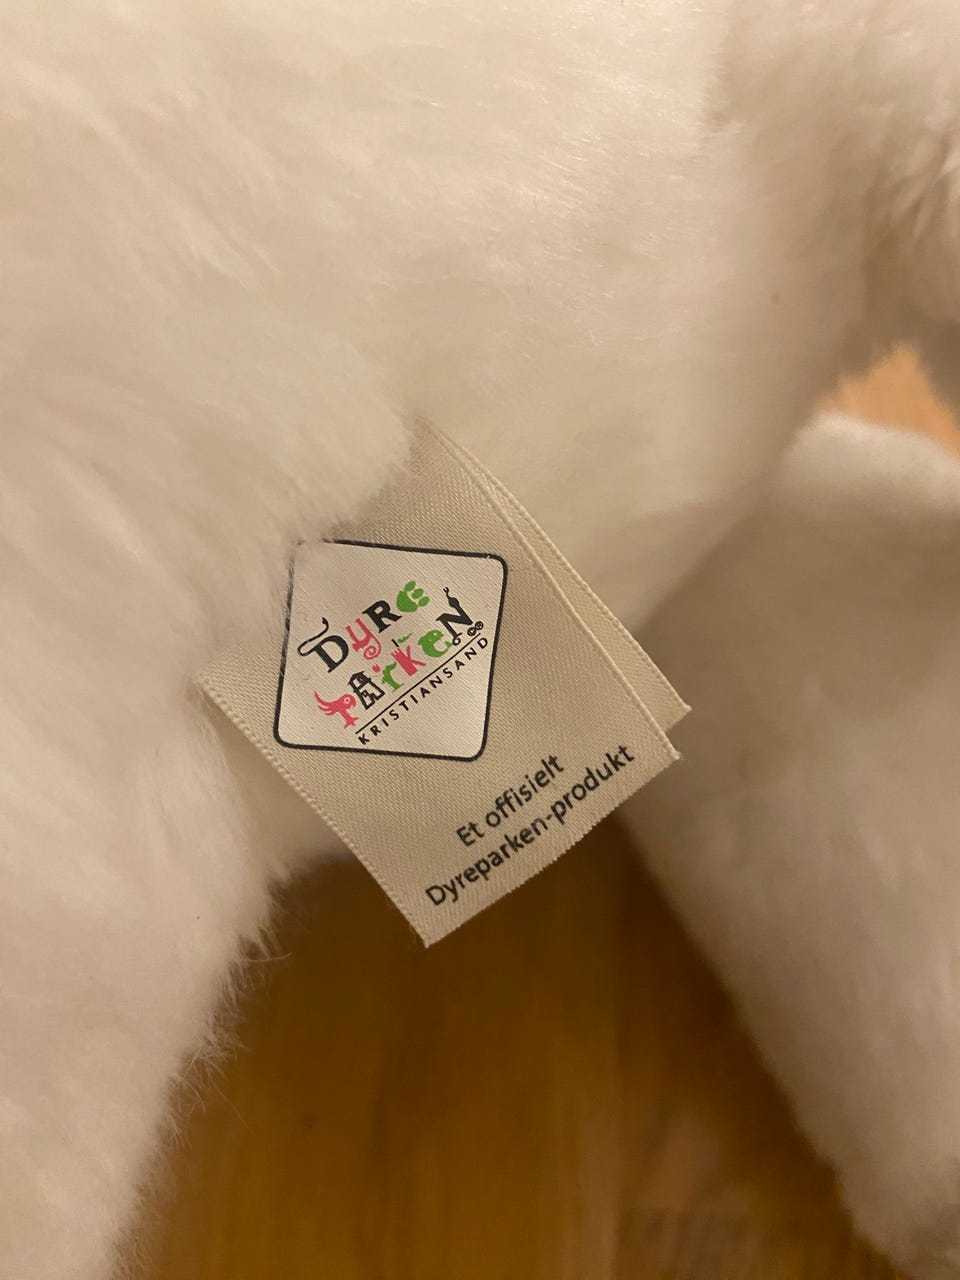 DyRe
PArKeN
KRISTIANSAND
Et offisielt
Dyreparken-produkt